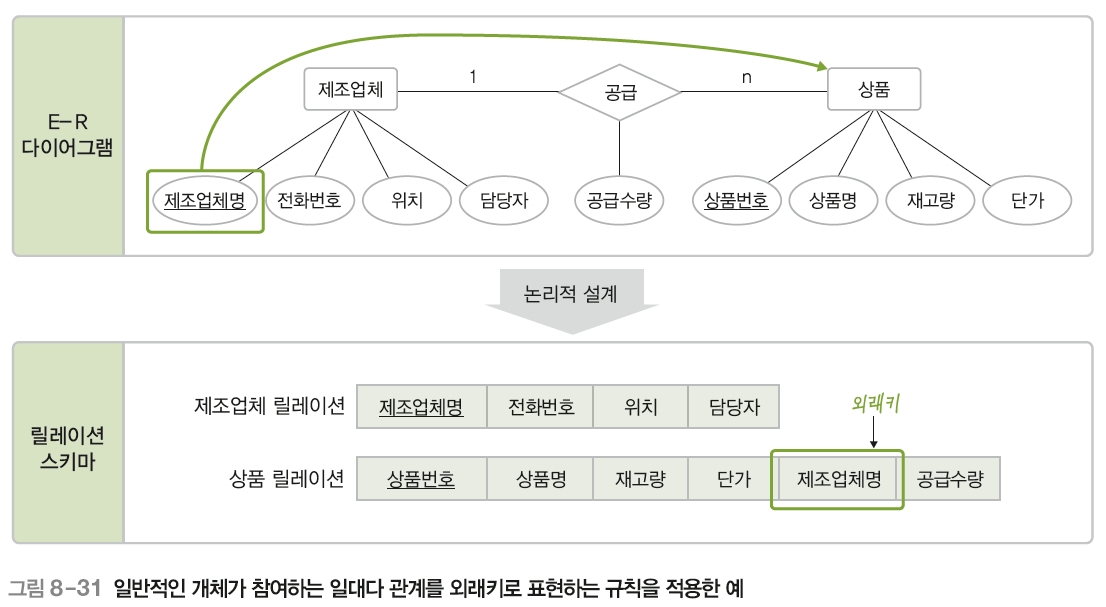 E-R
다이어그램
제조업체
1
공급
n
상품
제조업체명
전화번호
위치
담당자
공급수량
상품번호
상품명
재고량
단가
논리적 설계
릴레이션
스키마
제조업체 릴레이션
제조업체명
전화번호
위치
담당자
외래키
상품 릴레이션
상품번호
상품명
재고량
단가
제조업체명
공급수량
그림 8-31 일반적인 개체가 참여하는 일대다 관계를 외래키로 표현하는 규칙을 적용한 예